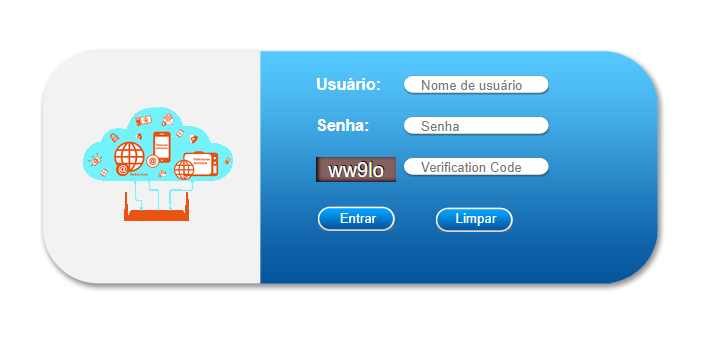 Usuário: Nome de usuário
Senha: Senha
ww9lo Verification Code
Entrar Limpar